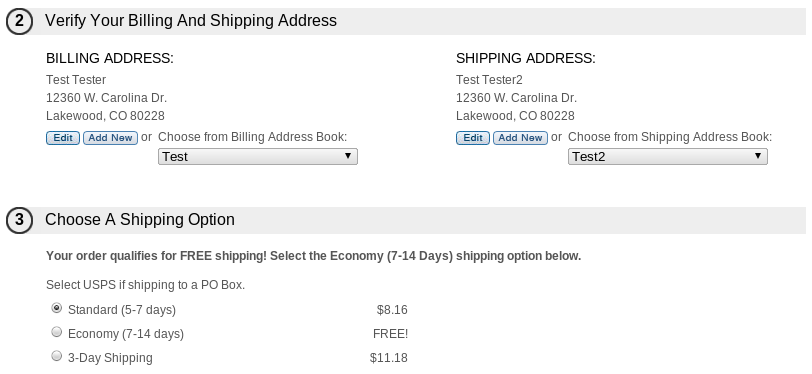 2 Verify Your Billing And Shipping Address
BILLING ADDRESS:
Test Tester
12360 W. Carolina Dr.
Lakewood, CO 80228
Edit Add New or Choose from Billing Address Book:
Test
SHIPPING ADDRESS:
Test Tester2
12360 W. Carolina Dr.
Lakewood, CO 80228
Edit Add New or Choose from Shipping Address Book:
Test2
3 Choose A Shipping Option
Your order qualifies for FREE shipping! Select the Economy (7-14 Days) shipping option below.
Select USPS if shipping to a PO Box.
Standard (5-7 days) $8.16
Economy (7-14 days) FREE!
3-Day Shipping $11.18